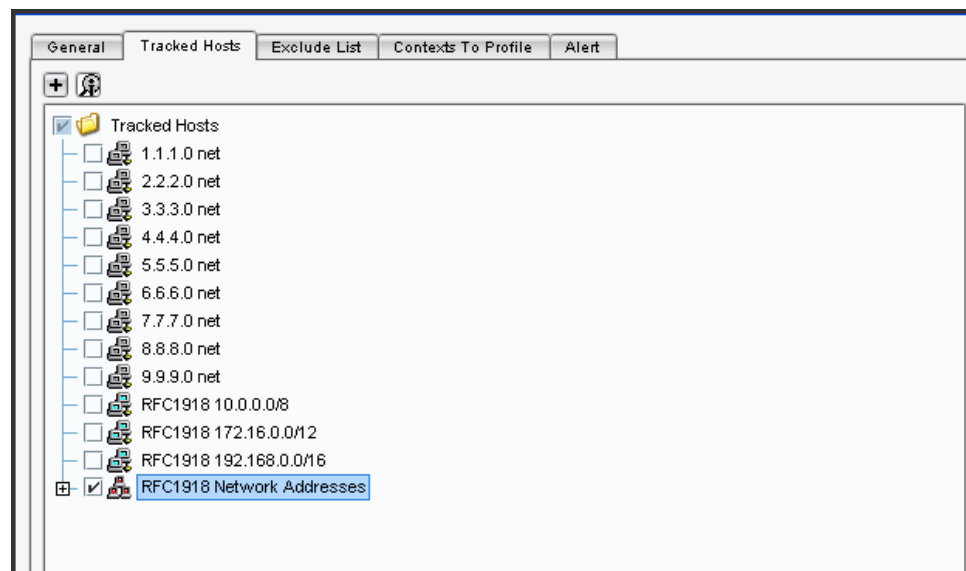 General Tracked Hosts Exclude List Contexts To Profile Alert
Tracked Hosts
1.1.1.0 net
2.2.2.0 net
3.3.3.0 net
4.4.4.0 net
5.5.5.0 net
6.6.6.0 net
7.7.7.0 net
8.8.8.0 net
9.9.9.0 net
RFC1918 10.0.0.0/8
RFC1918 172.16.0.0/12
RFC1918 192.168.0.0/16
RFC1918 Network Addresses